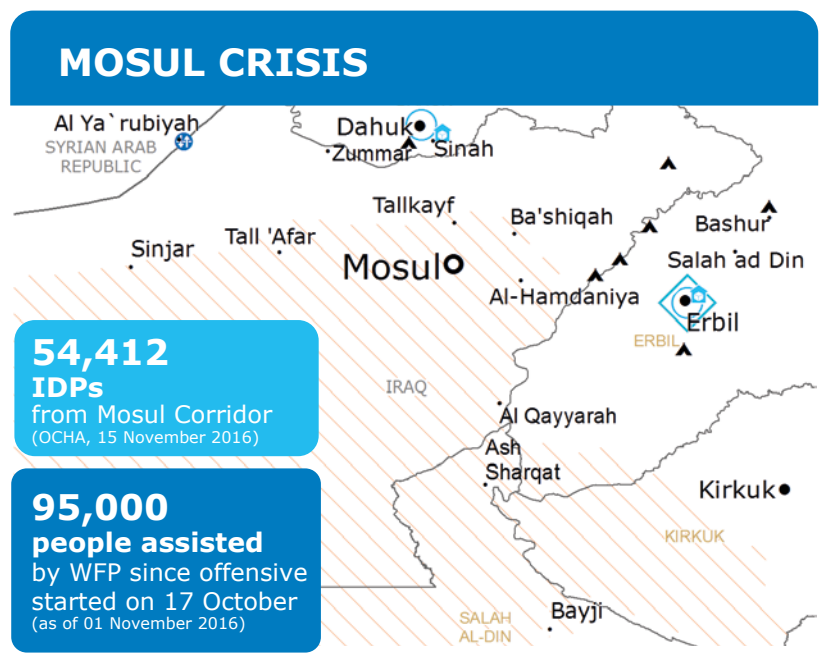 MOSUL CRISIS
Al Ya`rubiyah
SYRIAN ARAB
REPUBLIC
Dahuk
Zummar
Sinah
Tallkayf
Ba'shiqah
Bashur
Sinjar
Tall 'Afar
Mosul
Salah ad Din
Al-Hamdaniya
Erbil
ERBIL
54,412
IDPs
from Mosul Corridor
(OCHA, 15 November 2016)
IRAQ
Al Qayyarah
Ash
Sharqat
Kirkuk
KIRKUK
95,000
people assisted
by WFP since offensive
started on 17 October
(as of 01 November 2016)
SALAH
AL-DIN
Bayji